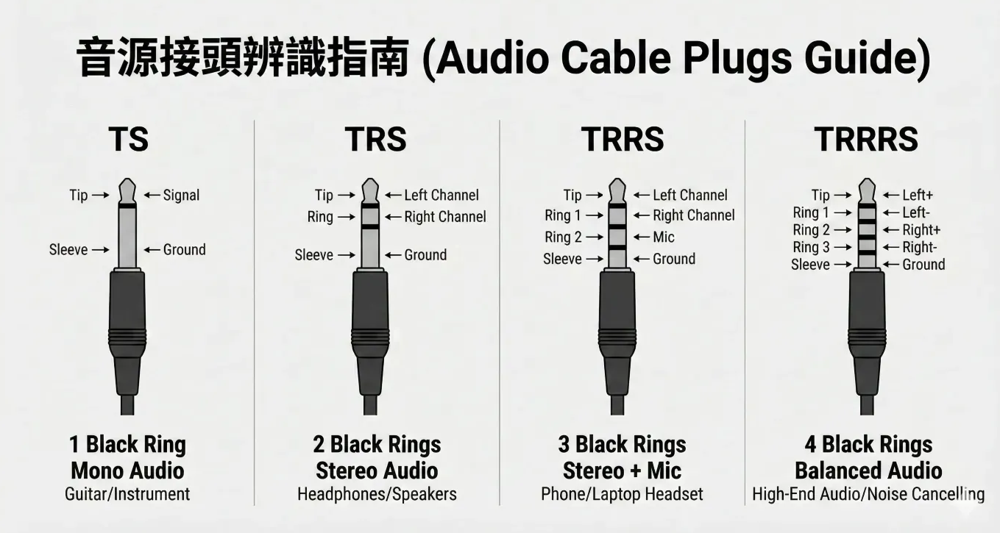 音源接頭辨識指南 (Audio Cable Plugs Guide)
TS
Tip
Signal
Sleeve
Ground
1 Black Ring
Mono Audio
Guitar/Instrument
TRS
Tip
Left Channel
Ring
Right Channel
Sleeve
Ground
2 Black Rings
Stereo Audio
Headphones/Speakers
TRRS
Tip
Left Channel
Ring 1
Right Channel
Ring 2
Mic
Sleeve
Ground
3 Black Rings
Stereo + Mic
Phone/Laptop Headset
TRRRS
Tip
Left+
Ring 1
Left-
Ring 2
Right+
Ring 3
Right-
Sleeve
Ground
4 Black Rings
Balanced Audio
High-End Audio/Noise Cancelling